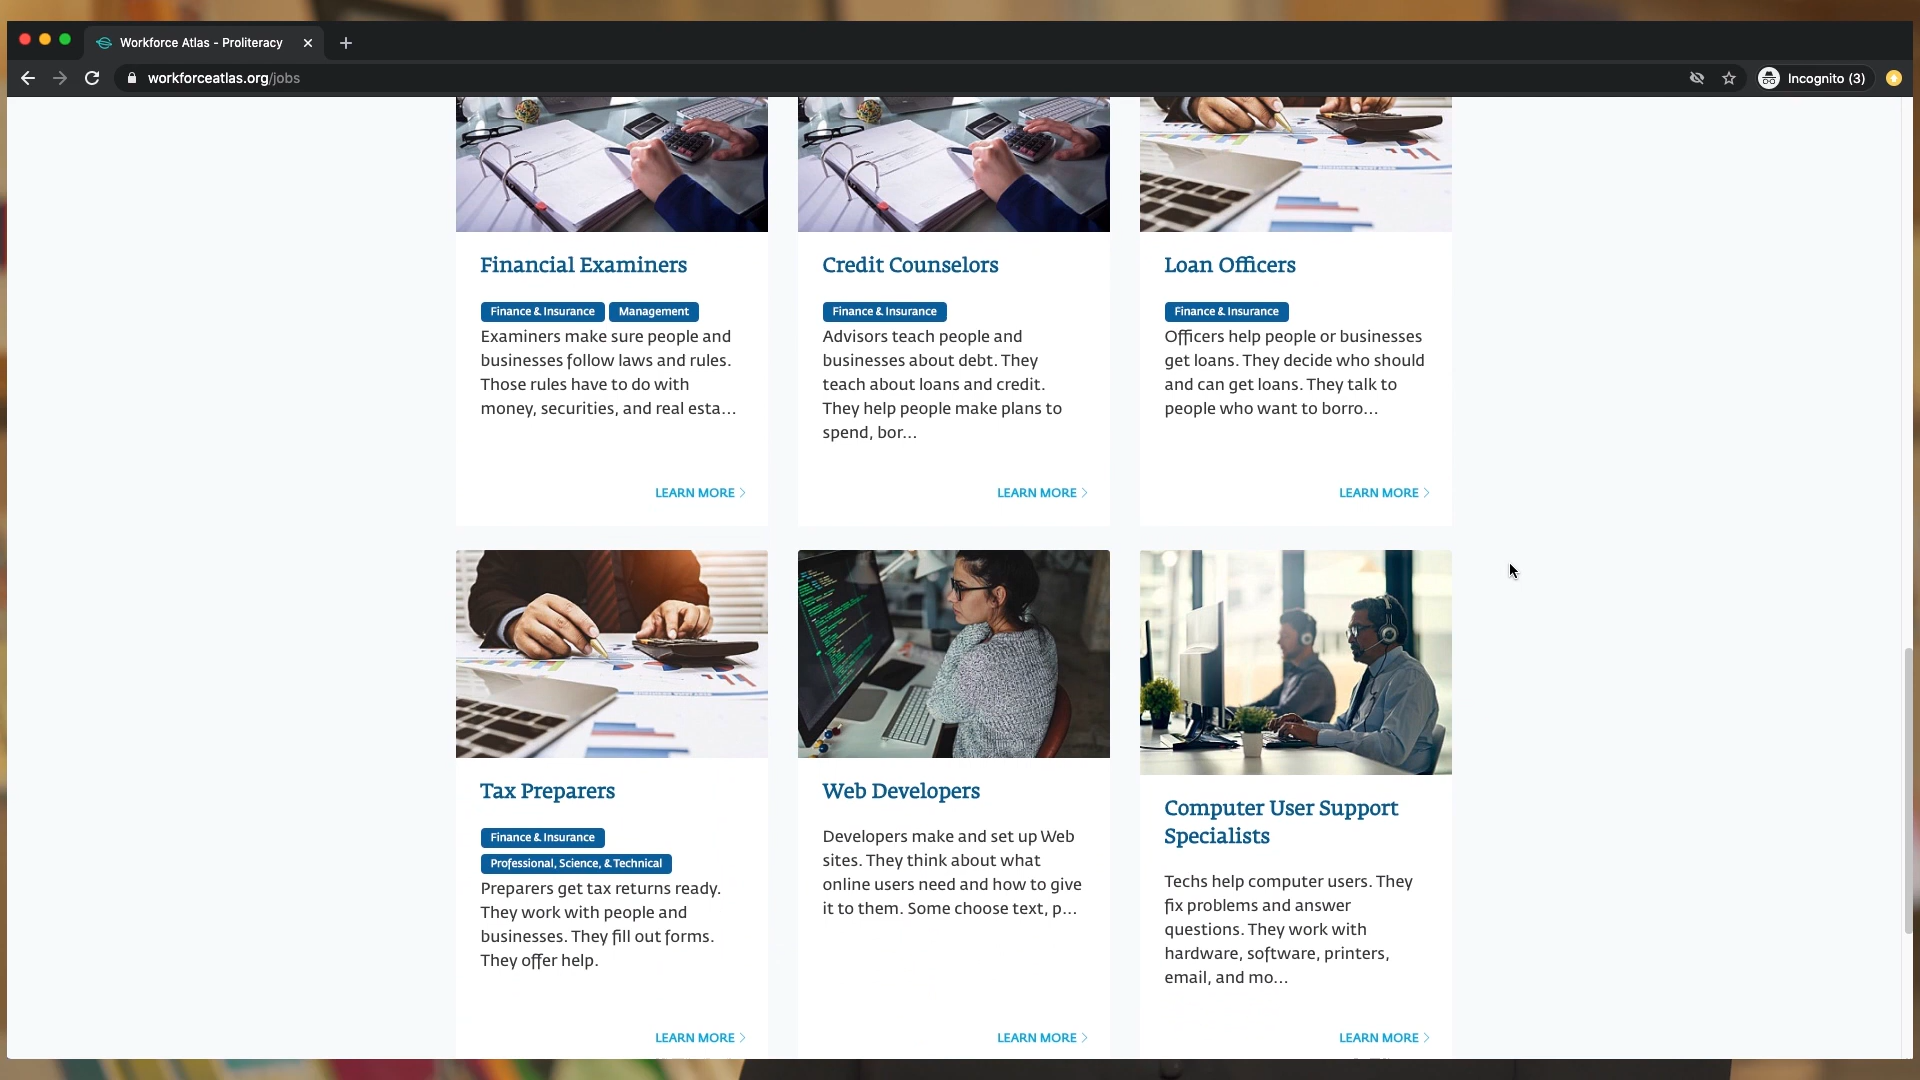 Workforce Atlas - Proliteracy
workforceatlas.org/jobs
Incognito (3)
Financial Examiners
Finance & Insurance
Management
Examiners make sure people and
businesses follow laws and rules.
Those rules have to do with
money, securities, and real esta...
LEARN MORE
Credit Counselors
Finance & Insurance
Advisors teach people and
businesses about debt. They
teach about loans and credit.
They help people make plans to
spend, bor...
LEARN MORE
Loan Officers
Finance & Insurance
Officers help people or businesses
get loans. They decide who should
and can get loans. They talk to
people who want to borro...
LEARN MORE
Tax Preparers
Finance & Insurance
Professional, Science, & Technical
Preparers get tax returns ready.
They work with people and
businesses. They fill out forms.
They offer help.
LEARN MORE
Web Developers
Developers make and set up Web
sites. They think about what
online users need and how to give
it to them. Some choose text, p...
LEARN MORE
Computer User Support
Specialists
Techs help computer users. They
fix problems and answer
questions. They work with
hardware, software, printers,
email, and mo...
LEARN MORE